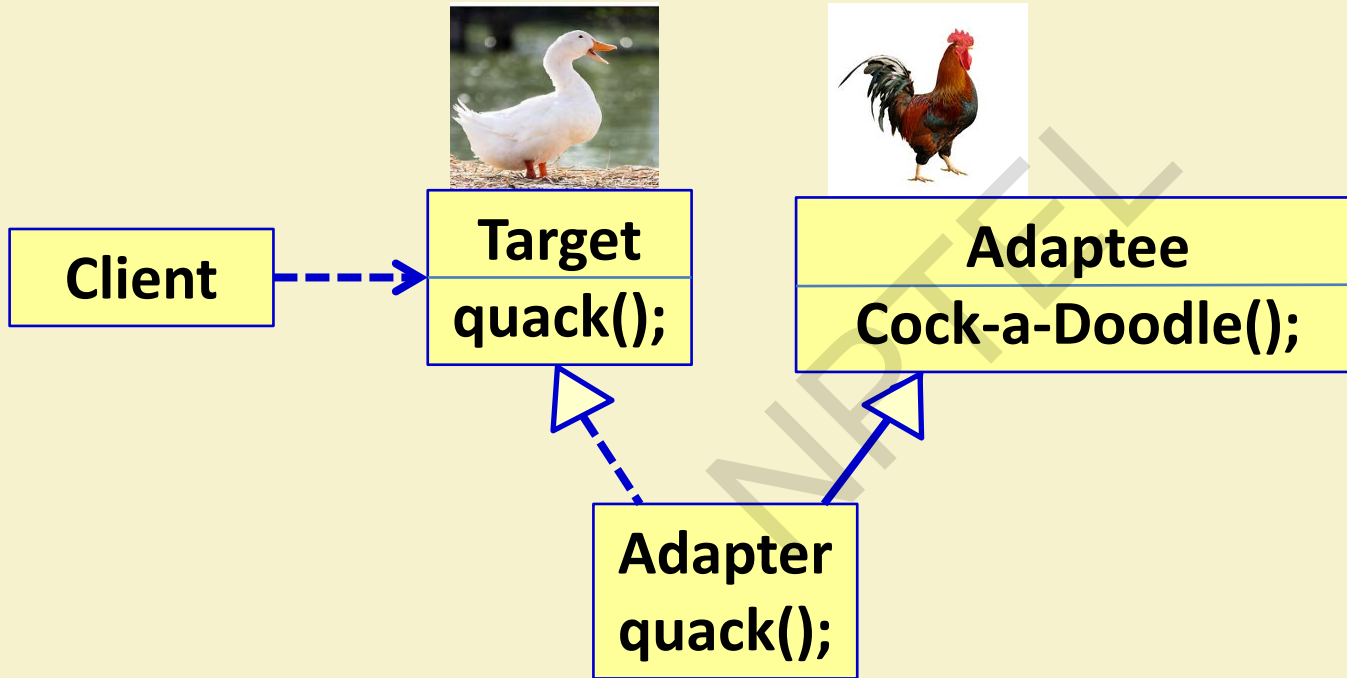 Client
Target
quack();
Adaptee
Cock-a-Doodle();
Adapter
quack();
NPTEL